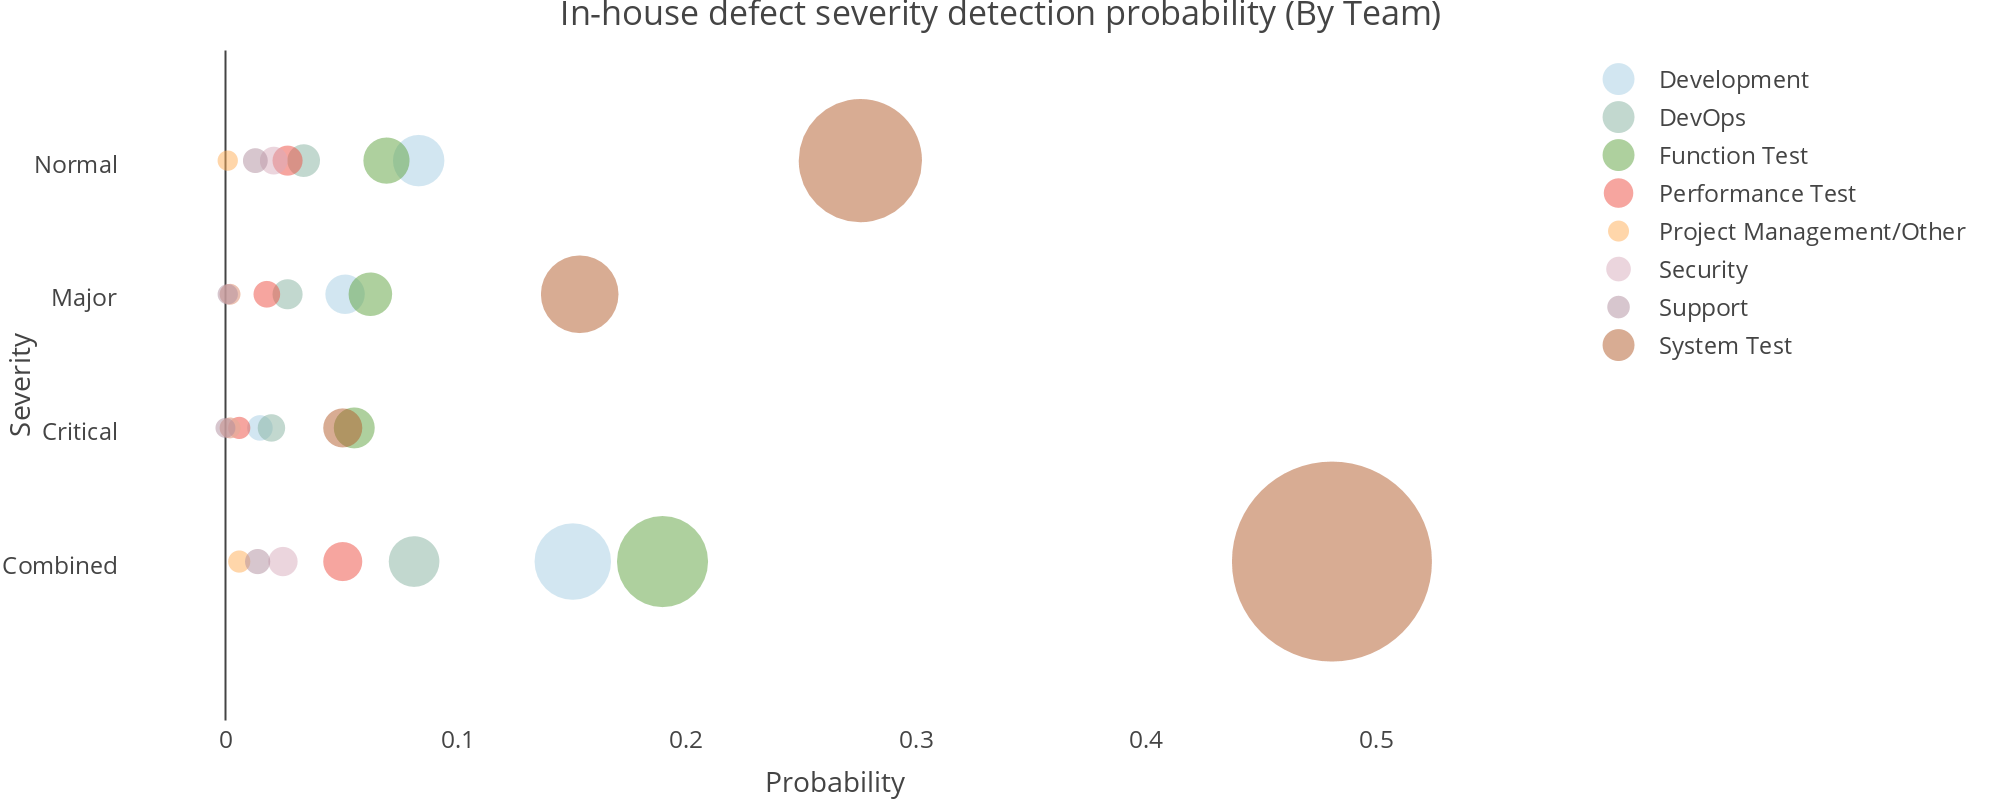 In-house defect severity detection probability (By Team)
Development
DevOps
Function Test
Performance Test
Project Management/Other
Security
Support
System Test
Severity
Normal
Major
Critical
Combined
0 0.1 0.2 0.3 0.4 0.5
Probability